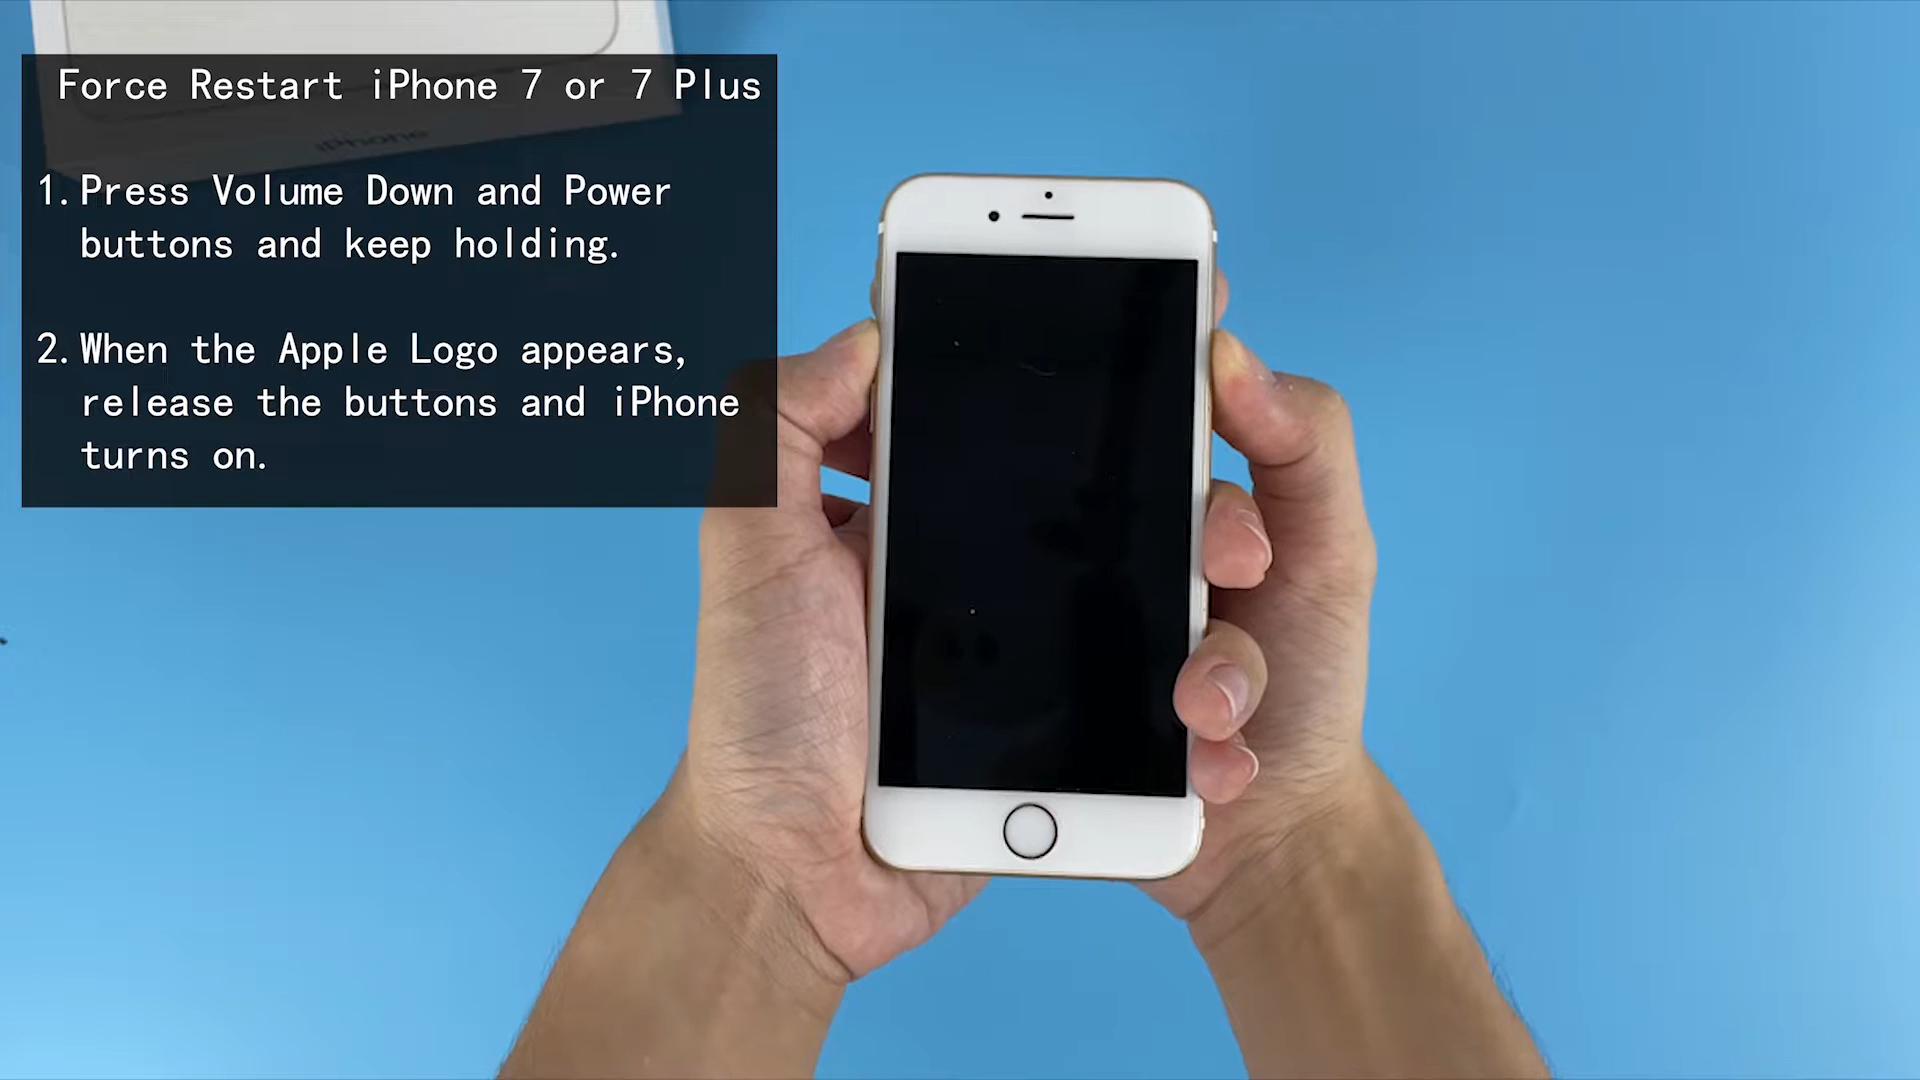 Force Restart iPhone 7 or 7 Plus
1. Press Volume Down and Power
buttons and keep holding.
2. When the Apple Logo appears,
release the buttons and iPhone
turns on.
iPhone